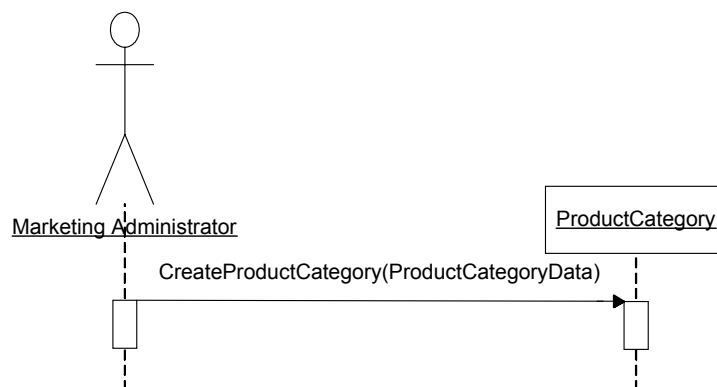 Marketing Administrator
ProductCategory
CreateProductCategory(ProductCategoryData)